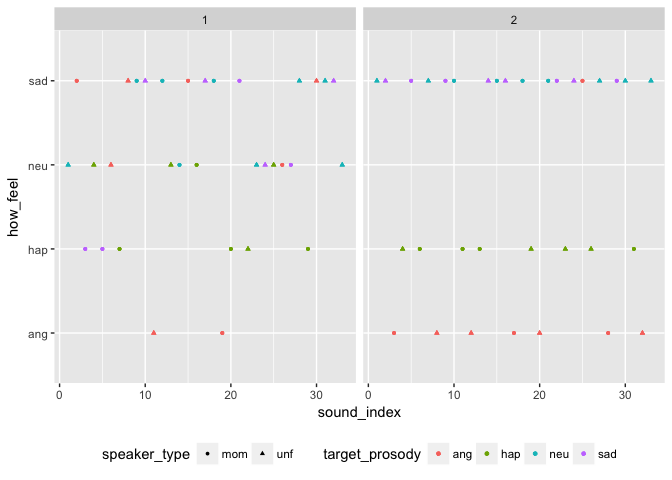 1 2
sad
neu
how_feel
hap
ang
0 10 20 30 0 10 20 30
sound_index
speaker_type mom unf target_prosody ang hap neu sad